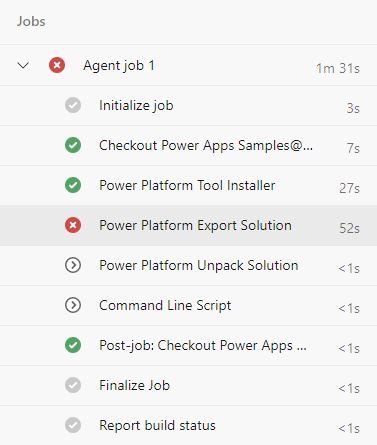 Jobs
Agent job 1 1m 31s
Initialize job 3s
Checkout Power Apps Samples@... 7s
Power Platform Tool Installer 27s
Power Platform Export Solution 52s
Power Platform Unpack Solution <1s
Command Line Script <1s
Post-job: Checkout Power Apps ... <1s
Finalize Job <1s
Report build status <1s